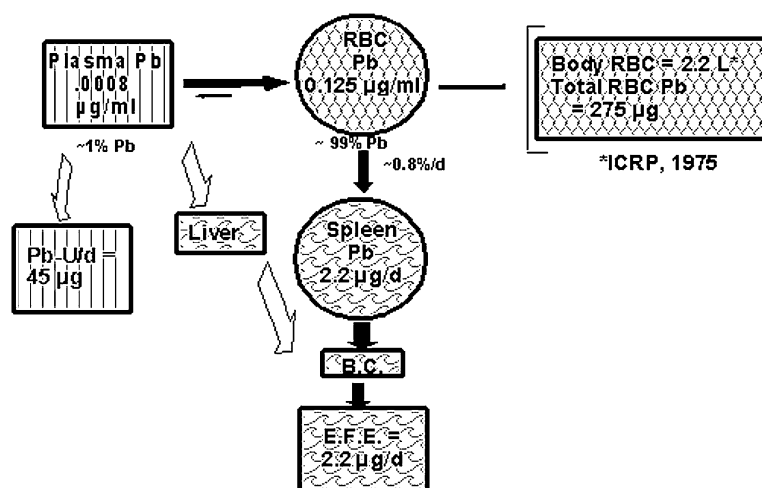 Plasma Pb
.0008
µg/ml
RBC
Pb
0.125 µg/ml
Body RBC = 2.2 L*
Total RBC Pb
= 275 µg
*ICRP, 1975
~1% Pb
~ 99% Pb
~0.8%/d
Pb-U/d =
45 µg
Liver
Spleen
Pb
2.2 µg/d
B.C.
E.F.E. =
2.2 µg/d